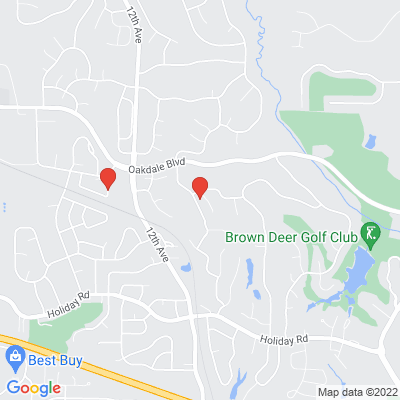 12th Ave
Oakdale Blvd
12th Ave
Brown Deer Golf Club
Holiday Rd
Holiday Rd
Best Buy
Google
Map data ©2022